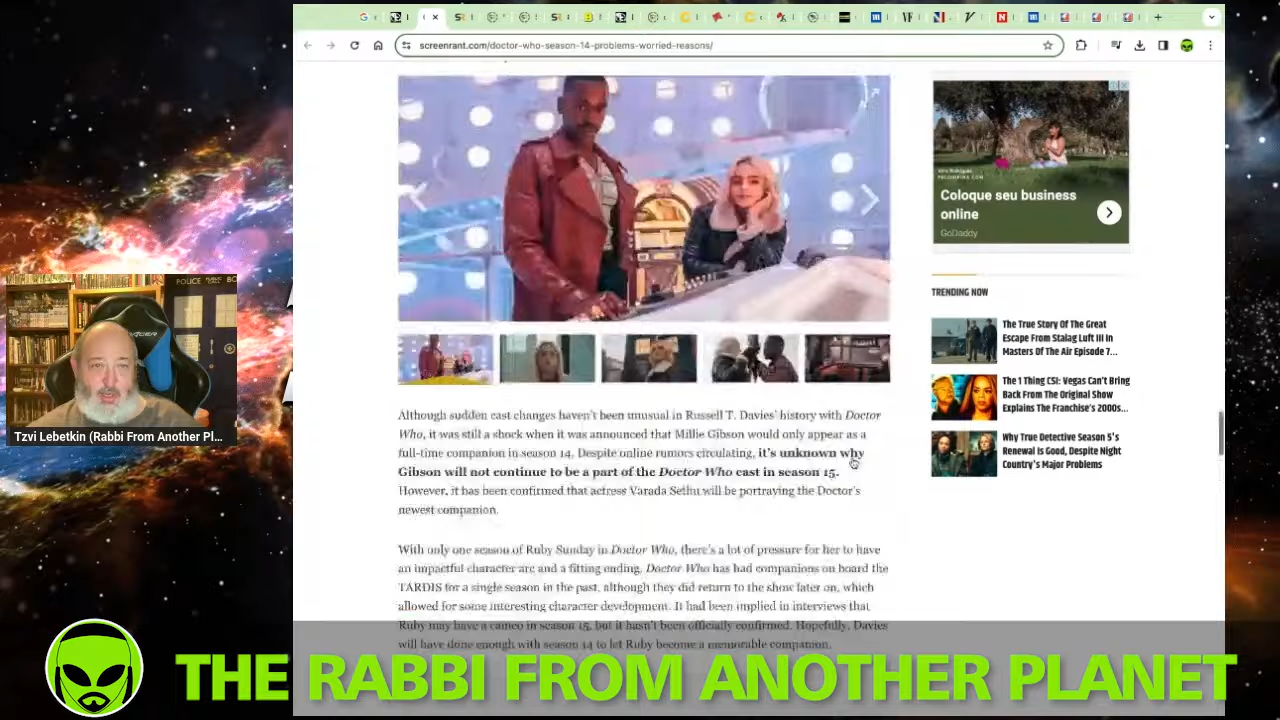 screenrant.com/doctor-who-season-14-problems-worried-reasons/
Coloque seu business
online
GoDaddy
TRENDING NOW
The True Story Of The Great
Escape From Stalag Luft III In
Masters Of The Air Episode 7...
The 1 Thing CSI: Vegas Can't Bring
Back From The Original Show
Explains The Franchise's 2000s...
Why True Detective Season 5's
Renewal Is Good, Despite Night
Country's Major Problems
POLICE
BO
Tzvi Lebetkin (Rabbi From Another Pl...
Although sudden cast changes haven't been unusual in Russell T. Davies' history with Doctor
Who, it was still a shock when it was announced that Millie Gibson would only appear as a
full-time companion in season 14. Despite online rumors circulating, it's unknown why
Gibson will not continue to be a part of the Doctor Who cast in season 15.
However, it has been confirmed that actress Varada Sethu will be portraying the Doctor's
newest companion.
With only one season of Ruby Sunday in Doctor Who, there's a lot of pressure for her to have
an impactful character arc and a fitting ending. Doctor Who has had companions on board the
TARDIS for a single season in the past, although they did return to the show later on, which
allowed for some interesting character development. It had been implied in interviews that
Ruby may have a cameo in season 15, but it hasn't been officially confirmed. Hopefully, Davies
will have done enough with season 14 to let Ruby become a memorable companion.
THE RABBI FROM ANOTHER PLANET